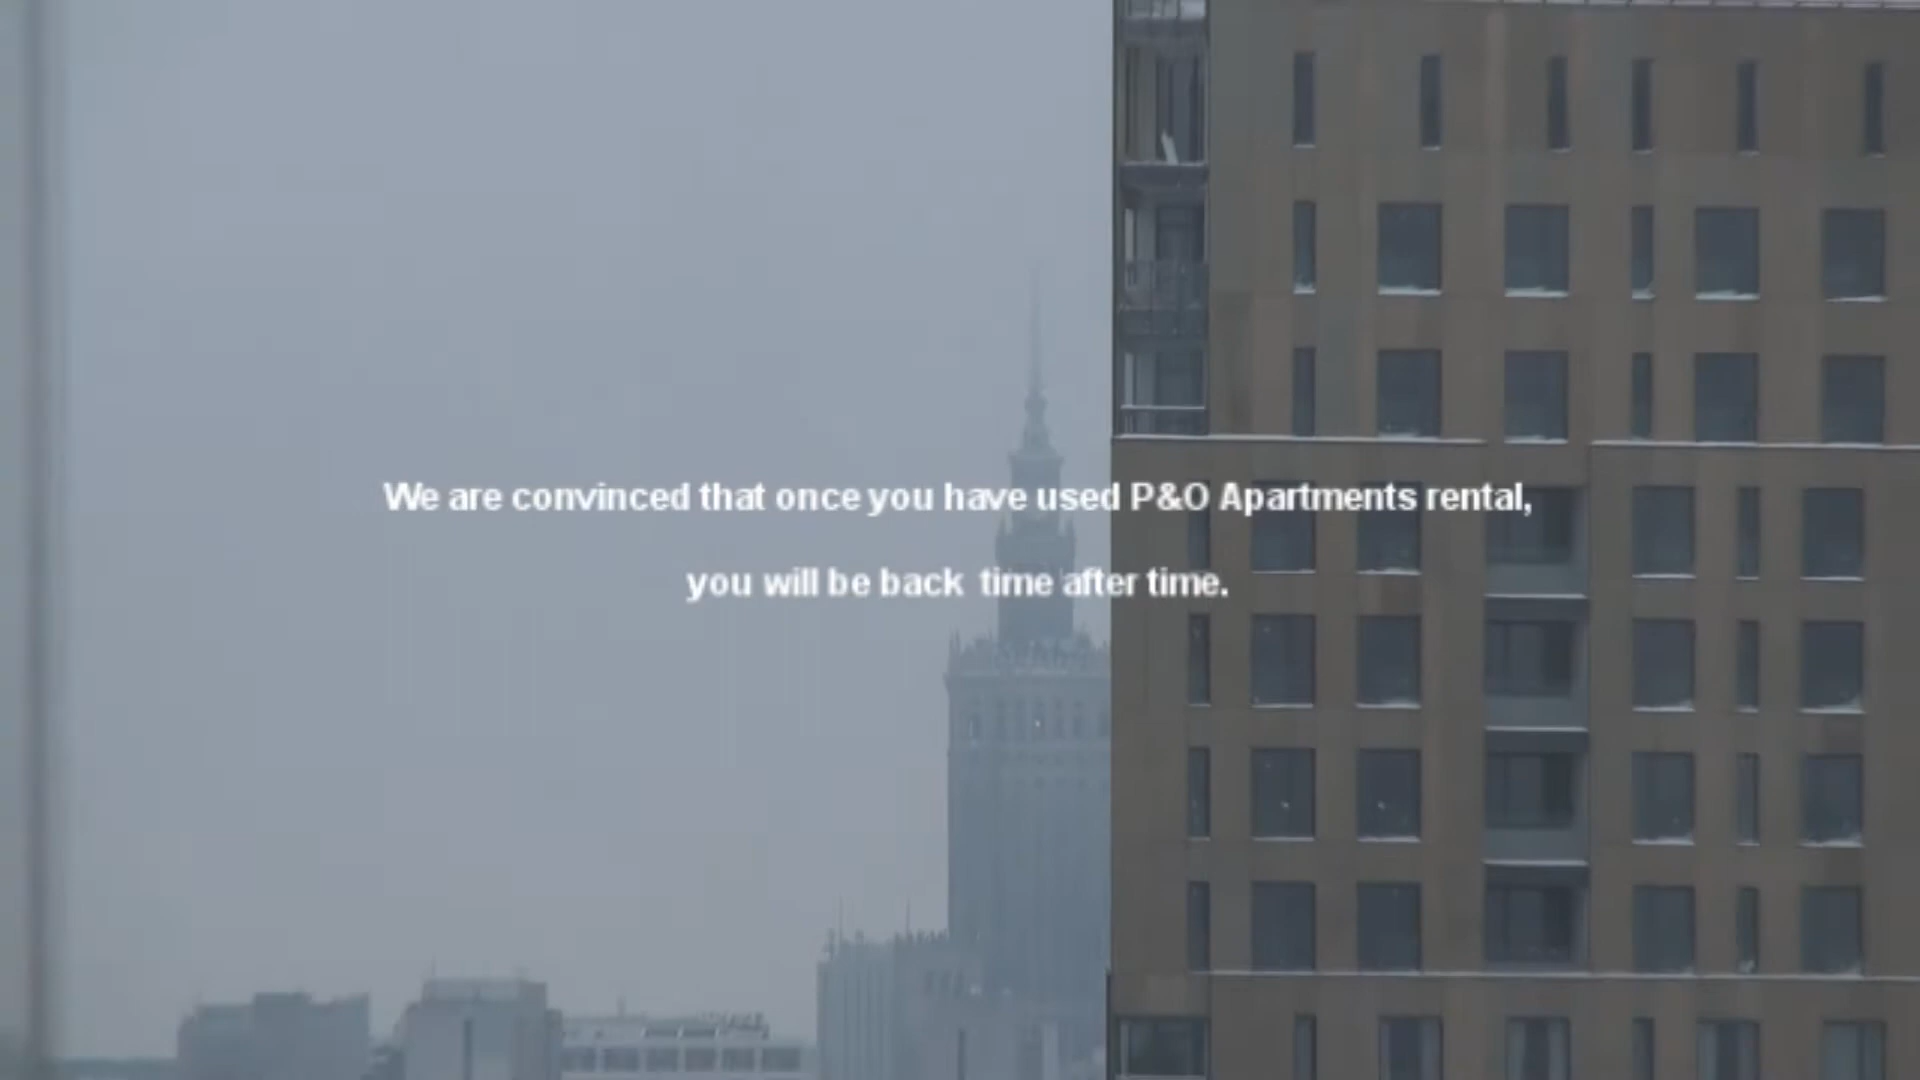 We are convinced that once you have used P&O Apartments rental,
you will be back time after time.